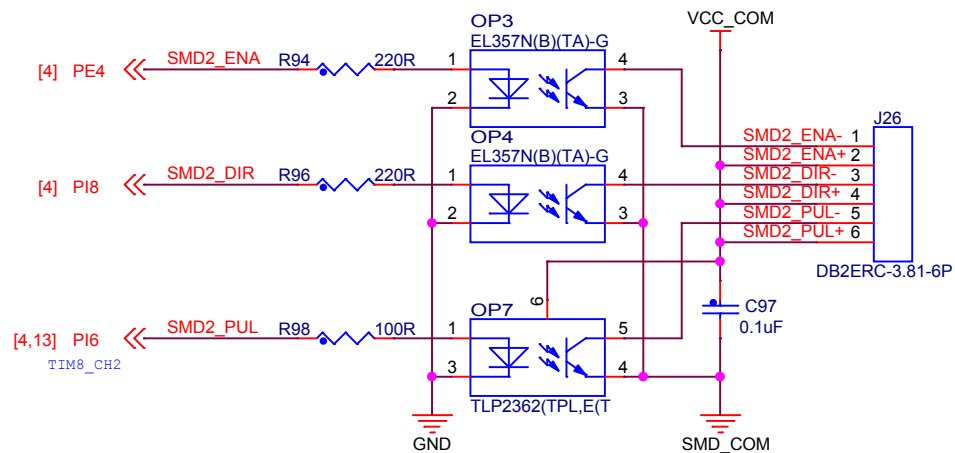 OP3
EL357N(B)(TA)-G
VCC_COM
[4] PE4 SMD2_ENA R94 220R 1 4
2 3
J26
OP4
EL357N(B)(TA)-G
SMD2_ENA- 1
SMD2_ENA+ 2
[4] PI8 SMD2_DIR R96 220R 1 4
SMD2_DIR- 3
SMD2_DIR+ 4
2 3
SMD2_PUL- 5
SMD2_PUL+ 6
DB2ERC-3.81-6P
6
OP7
C97
0.1uF
[4,13] PI6 SMD2_PUL R98 100R 1 5
TIM8_CH2
3 4
TLP2362(TPL,E(T
GND
SMD_COM